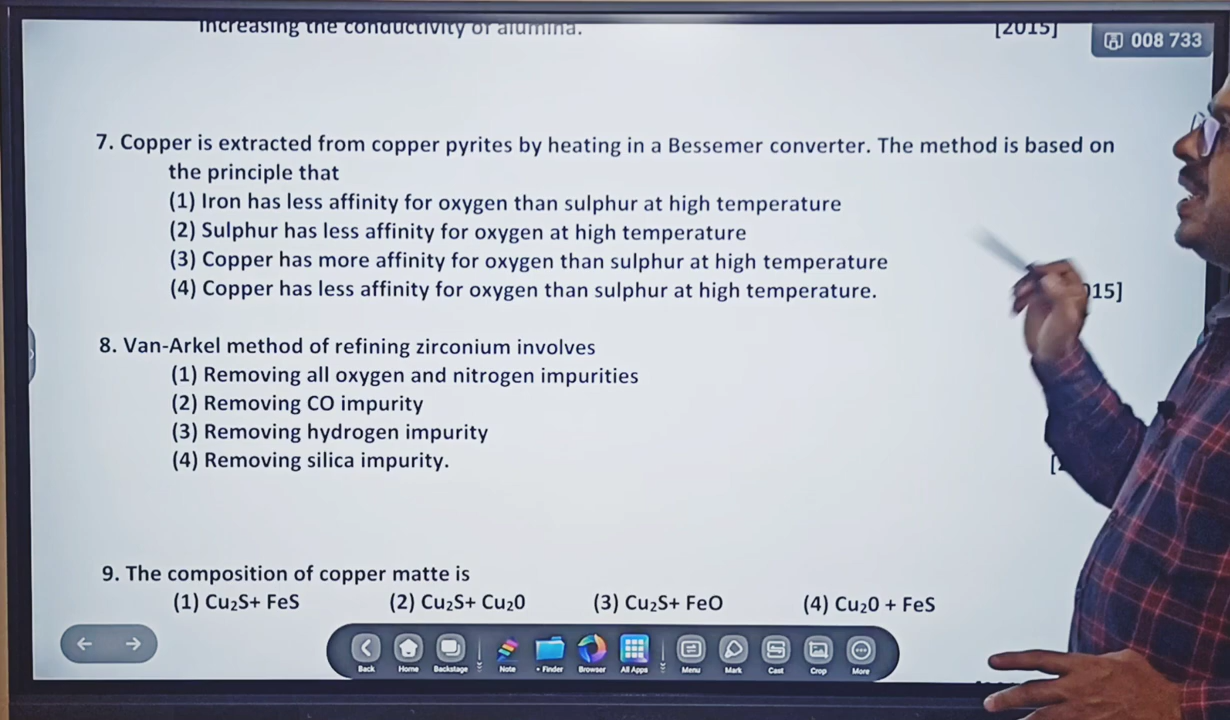 increasing the conductivity of alumina. [2015]
008 733
7. Copper is extracted from copper pyrites by heating in a Bessemer converter. The method is based on
the principle that
(1) Iron has less affinity for oxygen than sulphur at high temperature
(2) Sulphur has less affinity for oxygen at high temperature
(3) Copper has more affinity for oxygen than sulphur at high temperature
(4) Copper has less affinity for oxygen than sulphur at high temperature. 015]
8. Van-Arkel method of refining zirconium involves
(1) Removing all oxygen and nitrogen impurities
(2) Removing CO impurity
(3) Removing hydrogen impurity
(4) Removing silica impurity.
9. The composition of copper matte is
(1) Cu₂S+ FeS (2) Cu₂S+ Cu₂0 (3) Cu₂S+ FeO (4) Cu₂0 + FeS
Back Home Backstage Note Finder Browser All Apps Menu Mark Cast Crop More